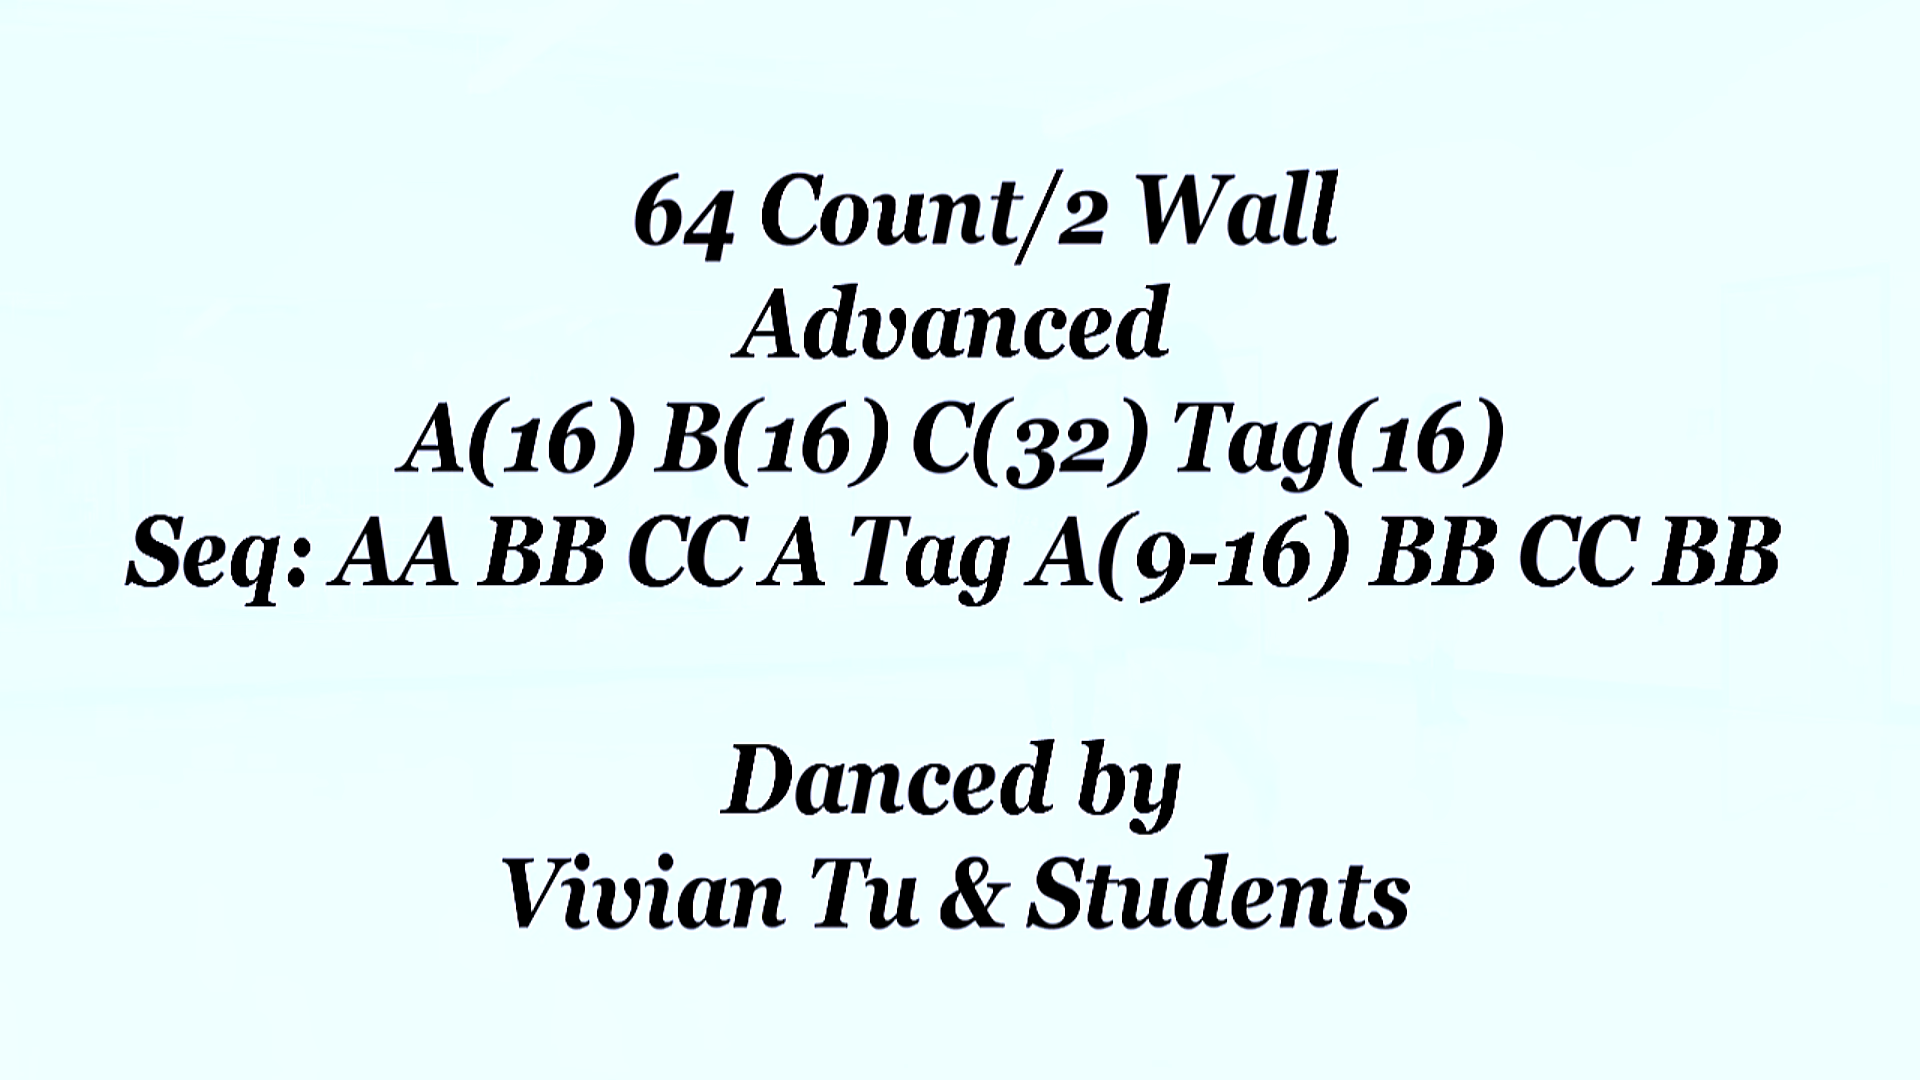 64 Count/2 Wall
Advanced
A(16) B(16) C(32) Tag(16)
Seq: AA BB CC A Tag A(9-16) BB CC BB
Danced by
Vivian Tu & Students